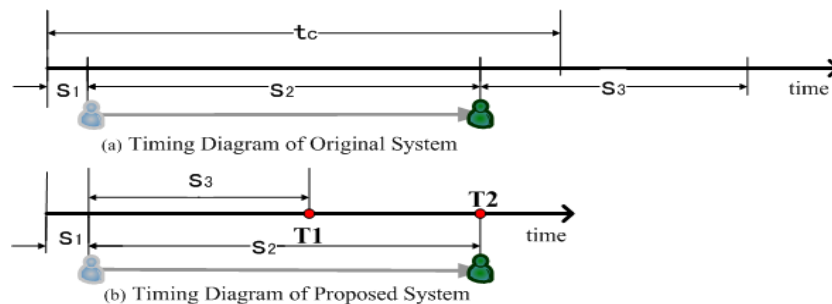 tc
S1 S2 S3 time
(a) Timing Diagram of Original System
S3
T2
T1
S1 S2 time
(b) Timing Diagram of Proposed System